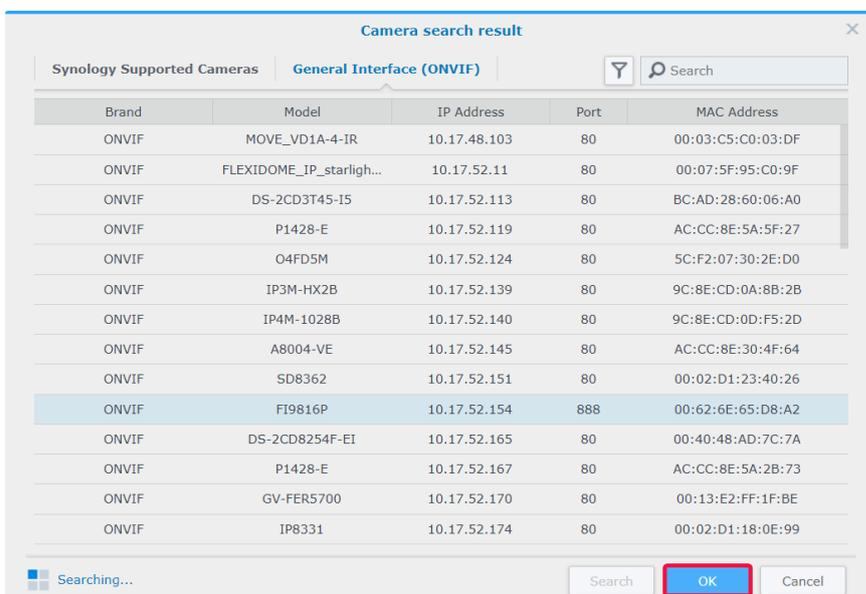 Camera search result
Synology Supported Cameras General Interface (ONVIF) Search
Brand Model IP Address Port MAC Address
ONVIF MOVE_VD1A-4-IR 10.17.48.103 80 00:03:C5:C0:03:DF
ONVIF FLEXIDOME_IP_starligh... 10.17.52.11 80 00:07:5F:95:C0:9F
ONVIF DS-2CD3T45-I5 10.17.52.113 80 BC:AD:28:60:06:A0
ONVIF P1428-E 10.17.52.119 80 AC:CC:8E:5A:5F:27
ONVIF O4FD5M 10.17.52.124 80 5C:F2:07:30:2E:D0
ONVIF IP3M-HX2B 10.17.52.139 80 9C:8E:CD:0A:8B:2B
ONVIF IP4M-1028B 10.17.52.140 80 9C:8E:CD:0D:F5:2D
ONVIF A8004-VE 10.17.52.145 80 AC:CC:8E:30:4F:64
ONVIF SD8362 10.17.52.151 80 00:02:D1:23:40:26
ONVIF FI9816P 10.17.52.154 888 00:62:6E:65:D8:A2
ONVIF DS-2CD8254F-EI 10.17.52.165 80 00:40:48:AD:7C:7A
ONVIF P1428-E 10.17.52.167 80 AC:CC:8E:5A:2B:73
ONVIF GV-FER5700 10.17.52.170 80 00:13:E2:FF:1F:BE
ONVIF IP8331 10.17.52.174 80 00:02:D1:18:0E:99
Searching... Search OK Cancel